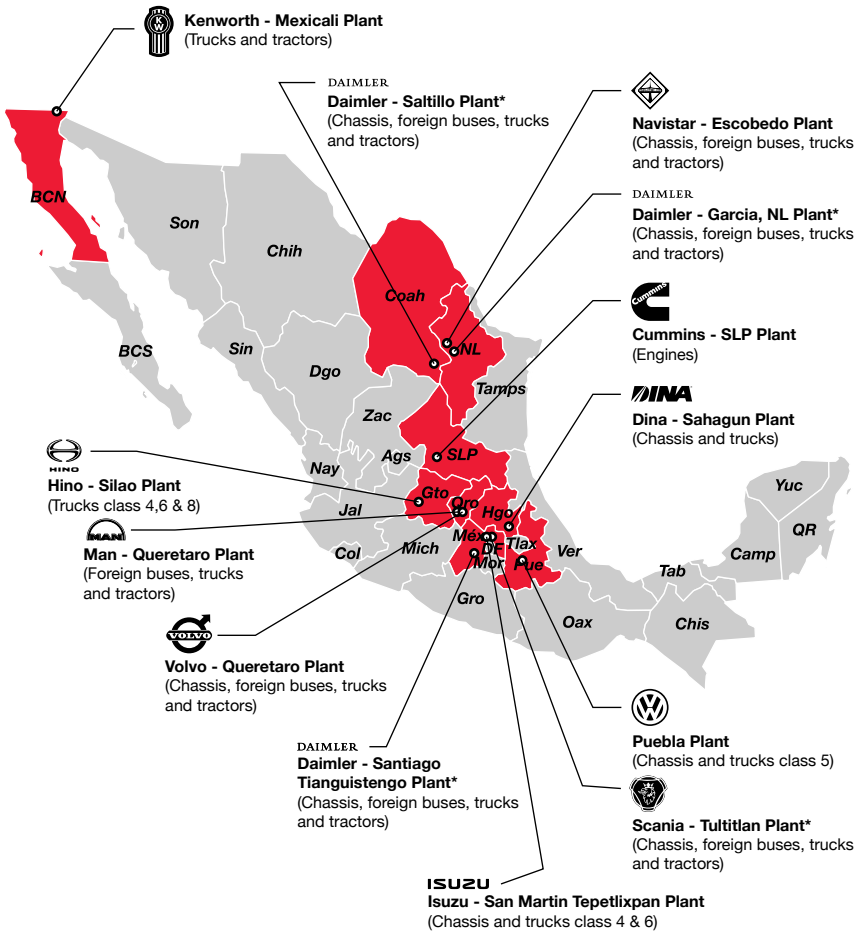 KW
Kenworth - Mexicali Plant
(Trucks and tractors)
DAIMLER
Daimler - Saltillo Plant*
(Chassis, foreign buses, trucks
and tractors)
Navistar - Escobedo Plant
(Chassis, foreign buses, trucks
and tractors)
DAIMLER
Daimler - Garcia, NL Plant*
(Chassis, foreign buses, trucks
and tractors)
Cummins
Cummins - SLP Plant
(Engines)
DINA
Dina - Sahagun Plant
(Chassis and trucks)
BCN
Son
Chih
Coah
BCS
Sin
Dgo
NL
Tamps
Zac
Ags
SLP
Nay
Gto
Qro
Hgo
Jal
Méx
DF
Tlax
Ver
Col
Mich
Mor
Pue
Gro
Oax
Tab
Chis
Camp
Yuc
QR
HINO
Hino - Silao Plant
(Trucks class 4,6 & 8)
MAN
Man - Queretaro Plant
(Foreign buses, trucks
and tractors)
VOLVO
Volvo - Queretaro Plant
(Chassis, foreign buses, trucks
and tractors)
DAIMLER
Daimler - Santiago
Tianguistengo Plant*
(Chassis, foreign buses, trucks
and tractors)
Puebla Plant
(Chassis and trucks class 5)
Scania - Tultitlan Plant*
(Chassis, foreign buses, trucks
and tractors)
ISUZU
Isuzu - San Martin Tepetlixpan Plant
(Chassis and trucks class 4 & 6)